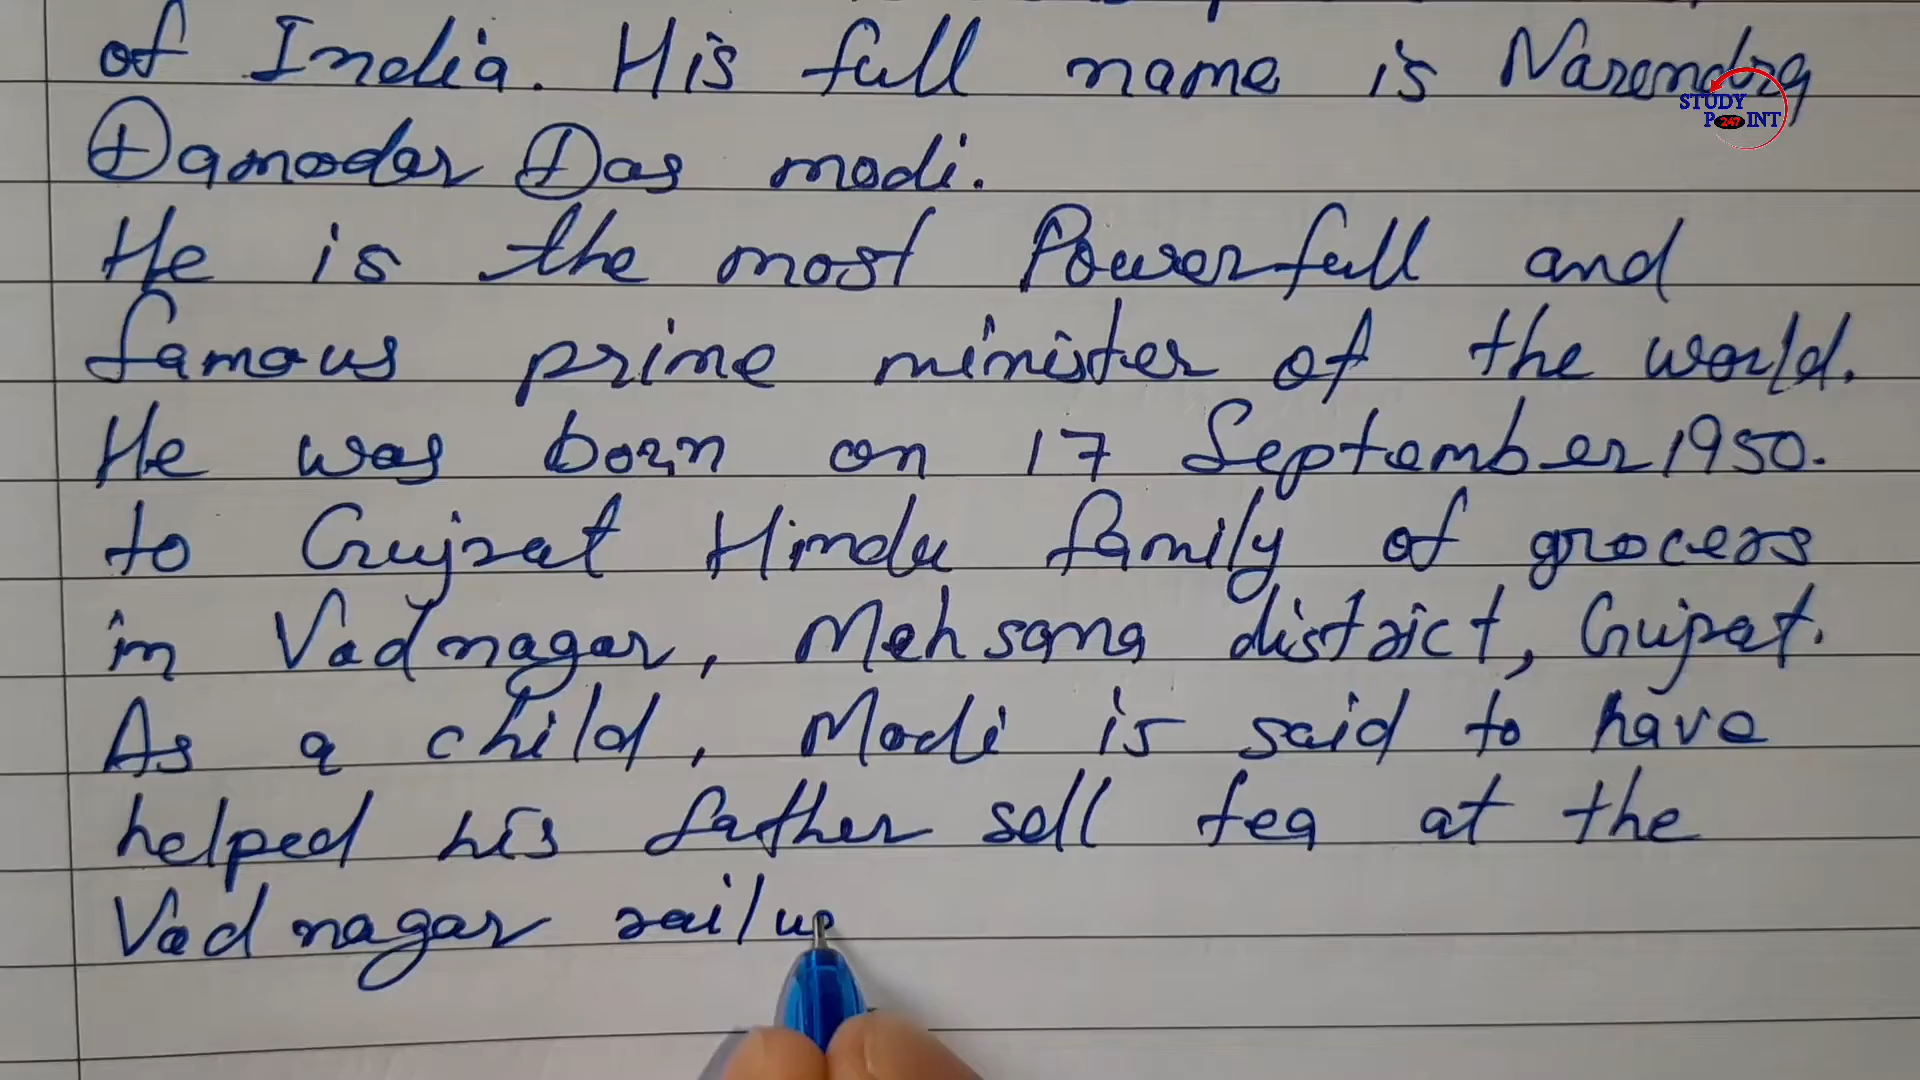 of India. His full name is Narendra
Damodar Das modi.
He is the most Powerfull and
famous prime minister of the world.
He was born on 17 September 1950.
to Gujrat Hindu family of grocers
in Vadnagar, Mehsana district, Gujrat.
As a child, Modi is said to have
helped his father sell tea at the
Vadnagar railw
STUDY
P247INT